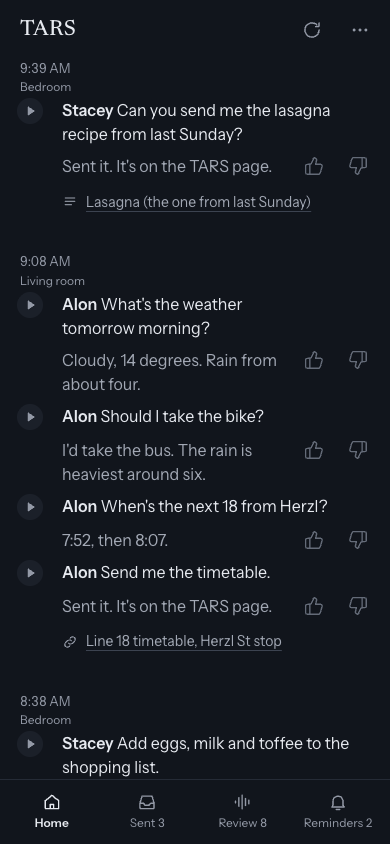 TARS
9:39 AM
Bedroom
Stacey Can you send me the lasagna
recipe from last Sunday?
Sent it. It's on the TARS page.
Lasagna (the one from last Sunday)
9:08 AM
Living room
Alon What's the weather
tomorrow morning?
Cloudy, 14 degrees. Rain from
about four.
Alon Should I take the bike?
I'd take the bus. The rain is
heaviest around six.
Alon When's the next 18 from Herzl?
7:52, then 8:07.
Alon Send me the timetable.
Sent it. It's on the TARS page.
Line 18 timetable, Herzl St stop
8:38 AM
Bedroom
Stacey Add eggs, milk and toffee to the
shopping list.
Home
Sent 3
Review 8
Reminders 2